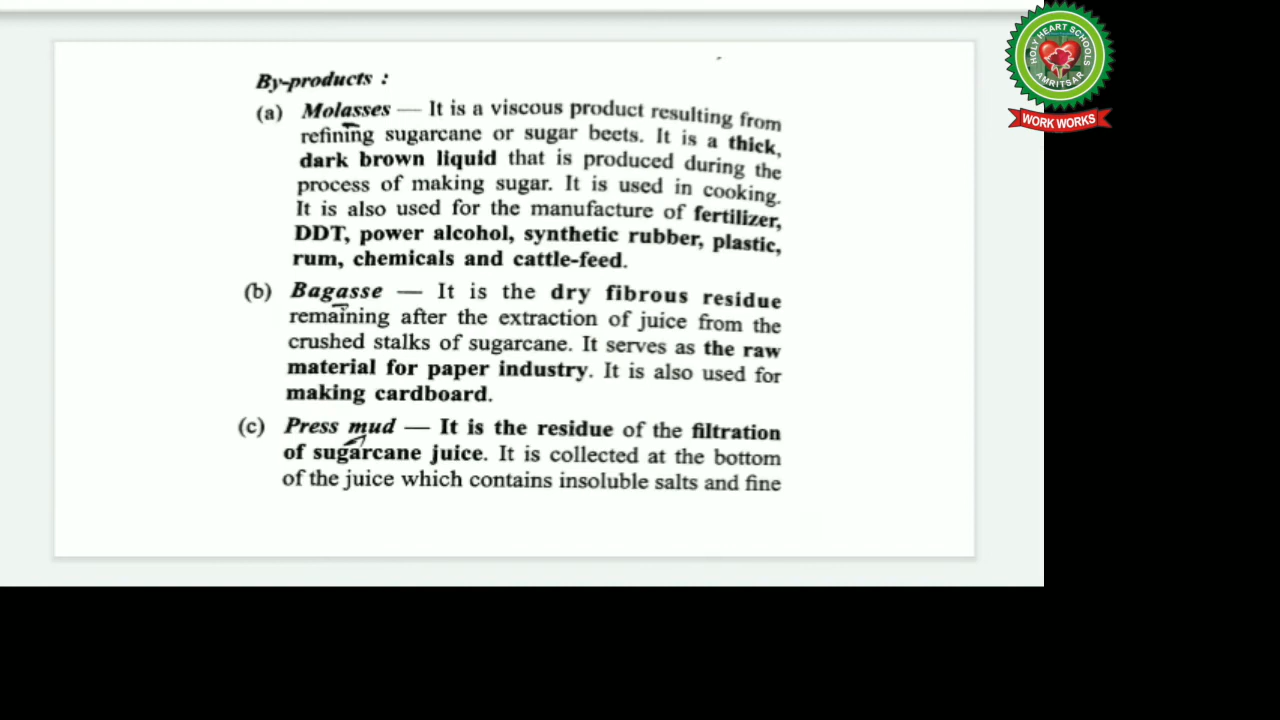 By-products :
(a) Molasses — It is a viscous product resulting from
refining sugarcane or sugar beets. It is a thick,
dark brown liquid that is produced during the
process of making sugar. It is used in cooking.
It is also used for the manufacture of fertilizer,
DDT, power alcohol, synthetic rubber, plastic,
rum, chemicals and cattle-feed.
(b) Bagasse — It is the dry fibrous residue
remaining after the extraction of juice from the
crushed stalks of sugarcane. It serves as the raw
material for paper industry. It is also used for
making cardboard.
(c) Press mud — It is the residue of the filtration
of sugarcane juice. It is collected at the bottom
of the juice which contains insoluble salts and fine
HOLY HEART SCHOOLS
AMRITSAR
WORK WORKS